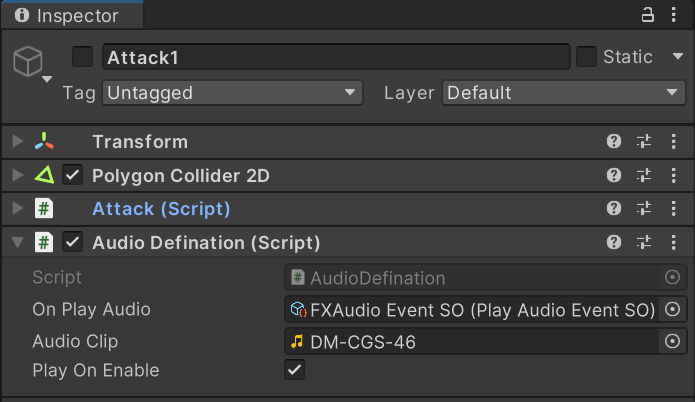 Inspector
Attack1
Static
Tag Untagged Layer Default
Transform
Polygon Collider 2D
# Attack (Script)
# Audio Defination (Script)
Script # AudioDefination
On Play Audio FXAudio Event SO (Play Audio Event SO)
Audio Clip DM-CGS-46
Play On Enable